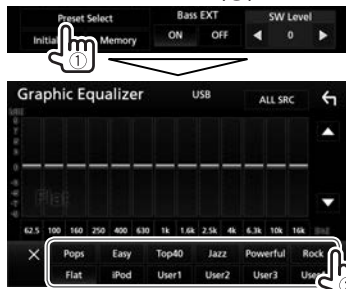 Preset Select Bass EXT SW Level
Memory ON OFF 0
①
Graphic Equalizer USB ALL SRC
62.5 100 160 250 400 630 1k 1.6k 2.5k 4k 6.3k 10k 16k
Pops Easy Top40 Jazz Powerful Rock
Flat iPod User1 User2 User3